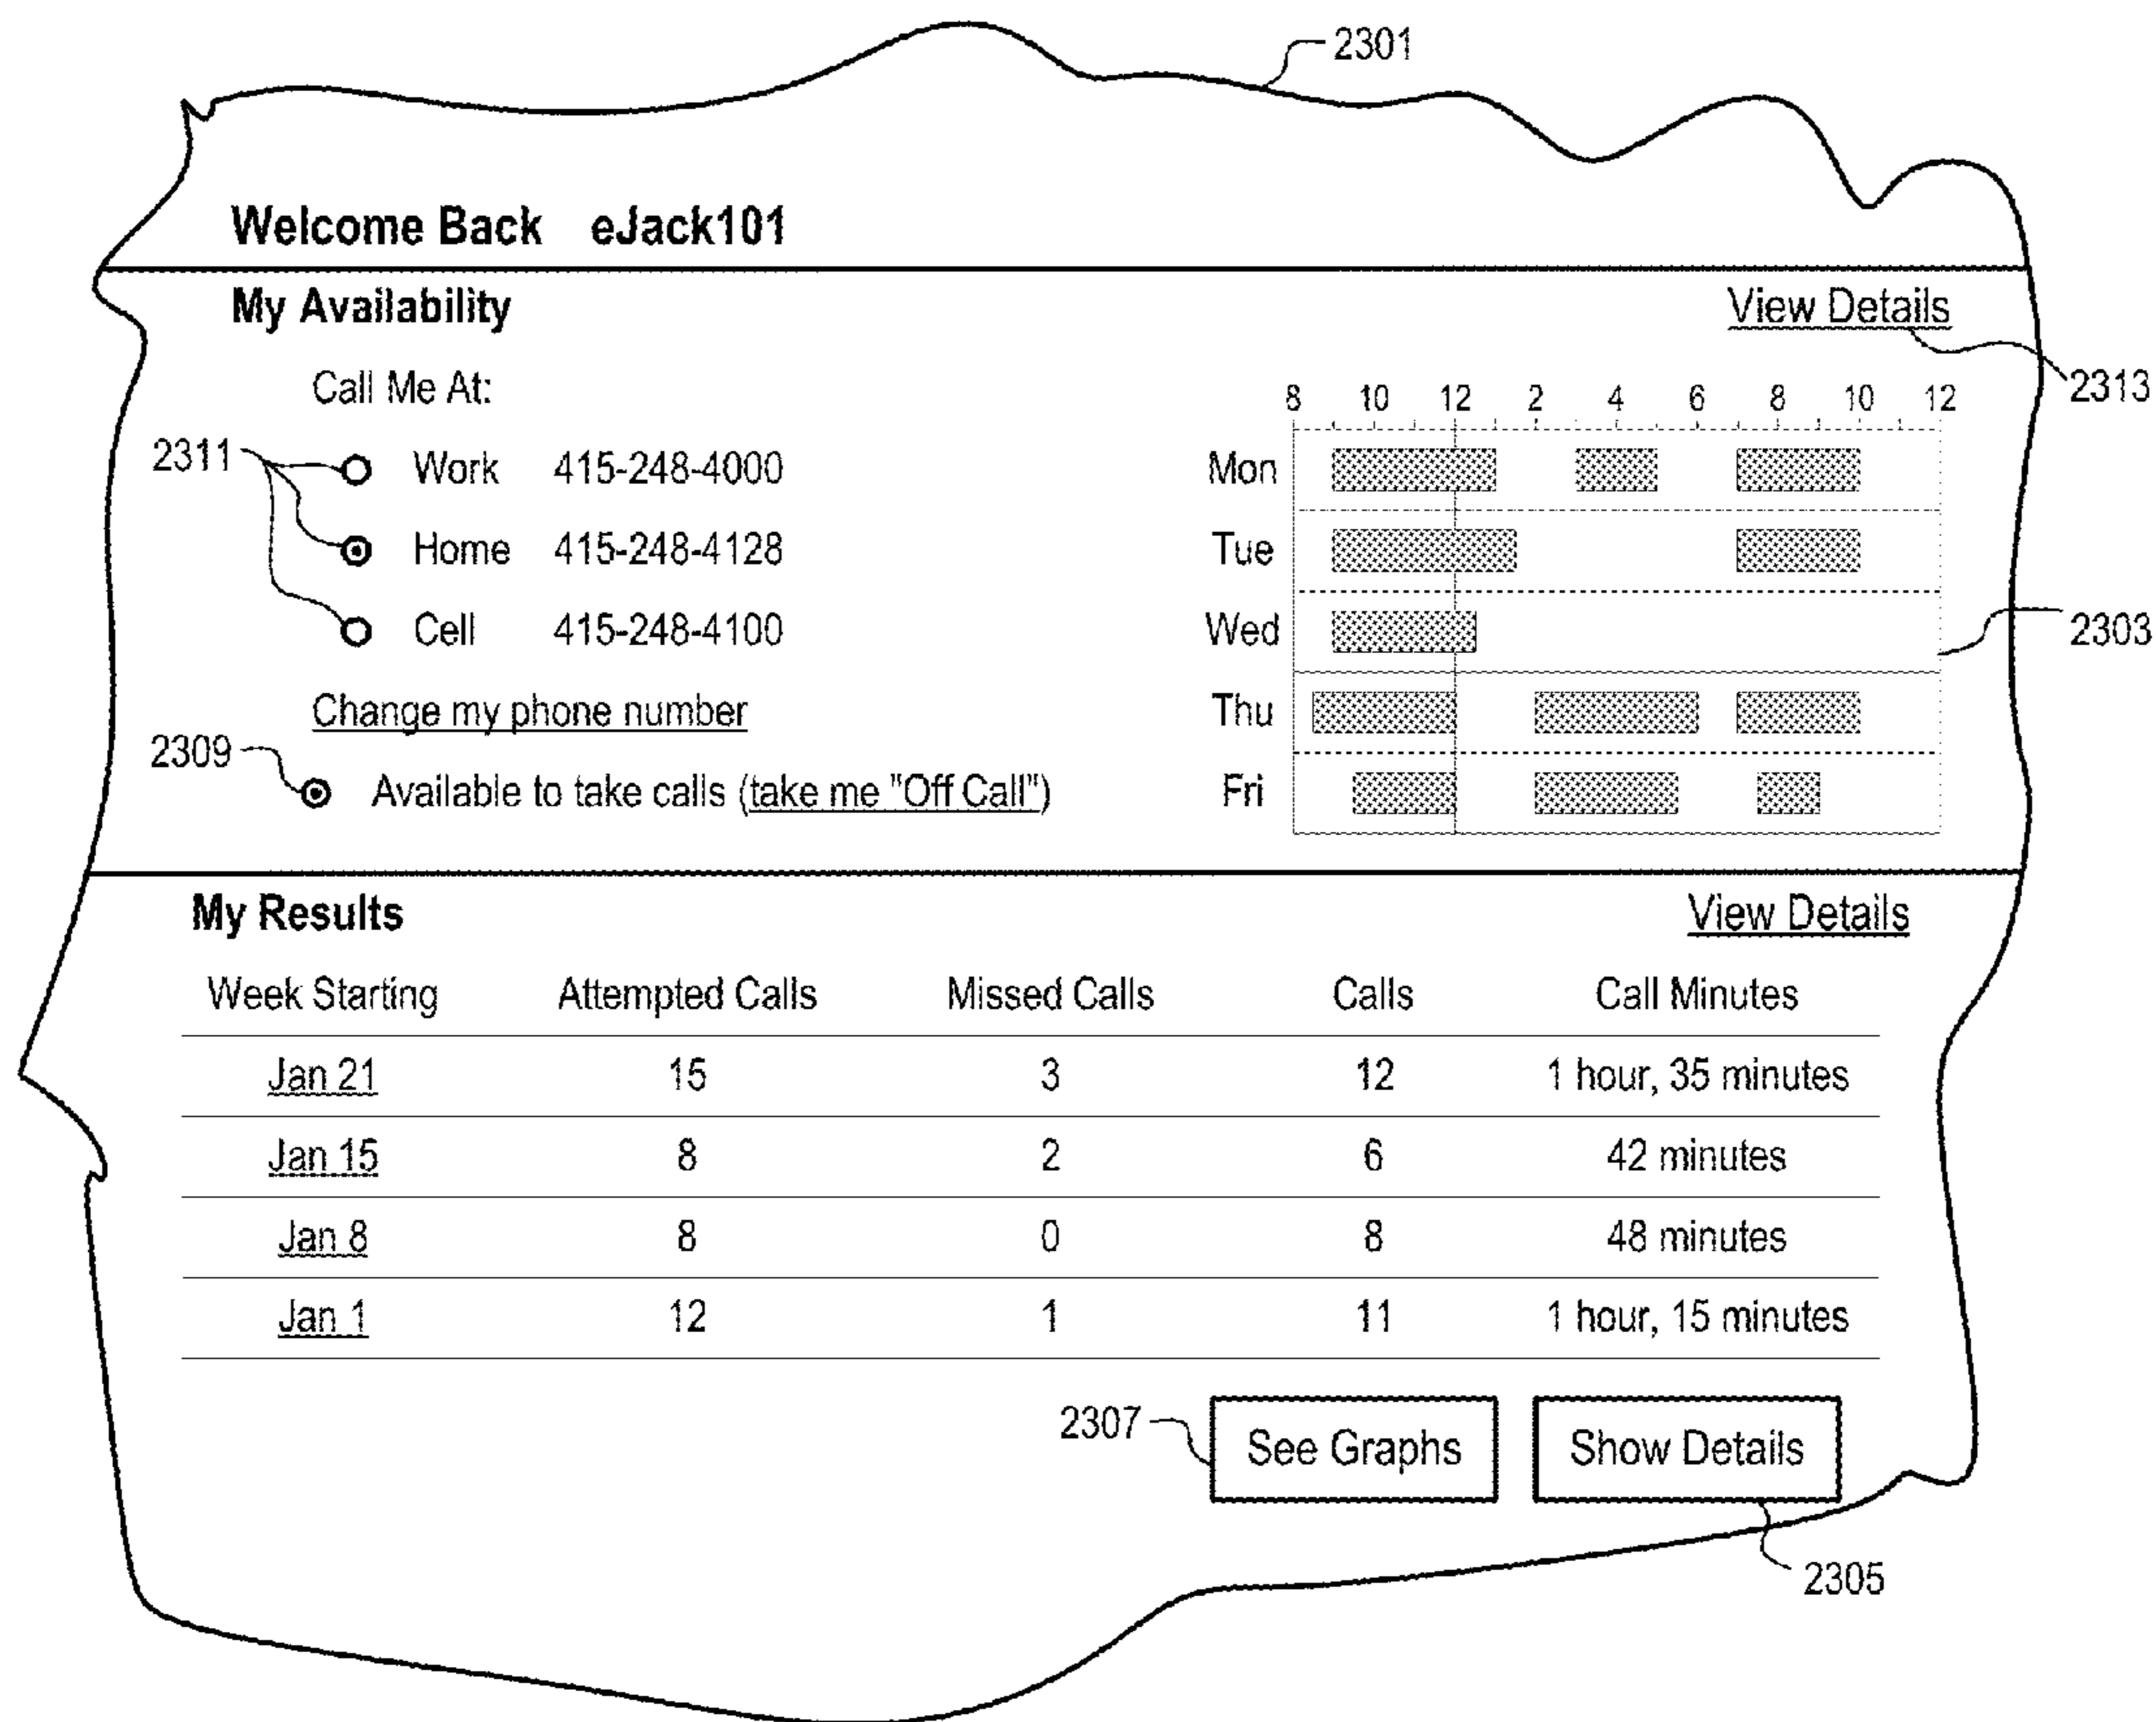 2301
Welcome Back eJack101
My Availability View Details
2313
Call Me At:
8 10 12 2 4 6 8 10 12
2311 Work 415-248-4000 Mon
Home 415-248-4128 Tue
Cell 415-248-4100 Wed 2303
Change my phone number Thu
2309 Available to take calls (take me "Off Call") Fri
My Results View Details
Week Starting Attempted Calls Missed Calls Calls Call Minutes
Jan 21 15 3 12 1 hour, 35 minutes
Jan 15 8 2 6 42 minutes
Jan 8 8 0 8 48 minutes
Jan 1 12 1 11 1 hour, 15 minutes
2307 See Graphs Show Details
2305